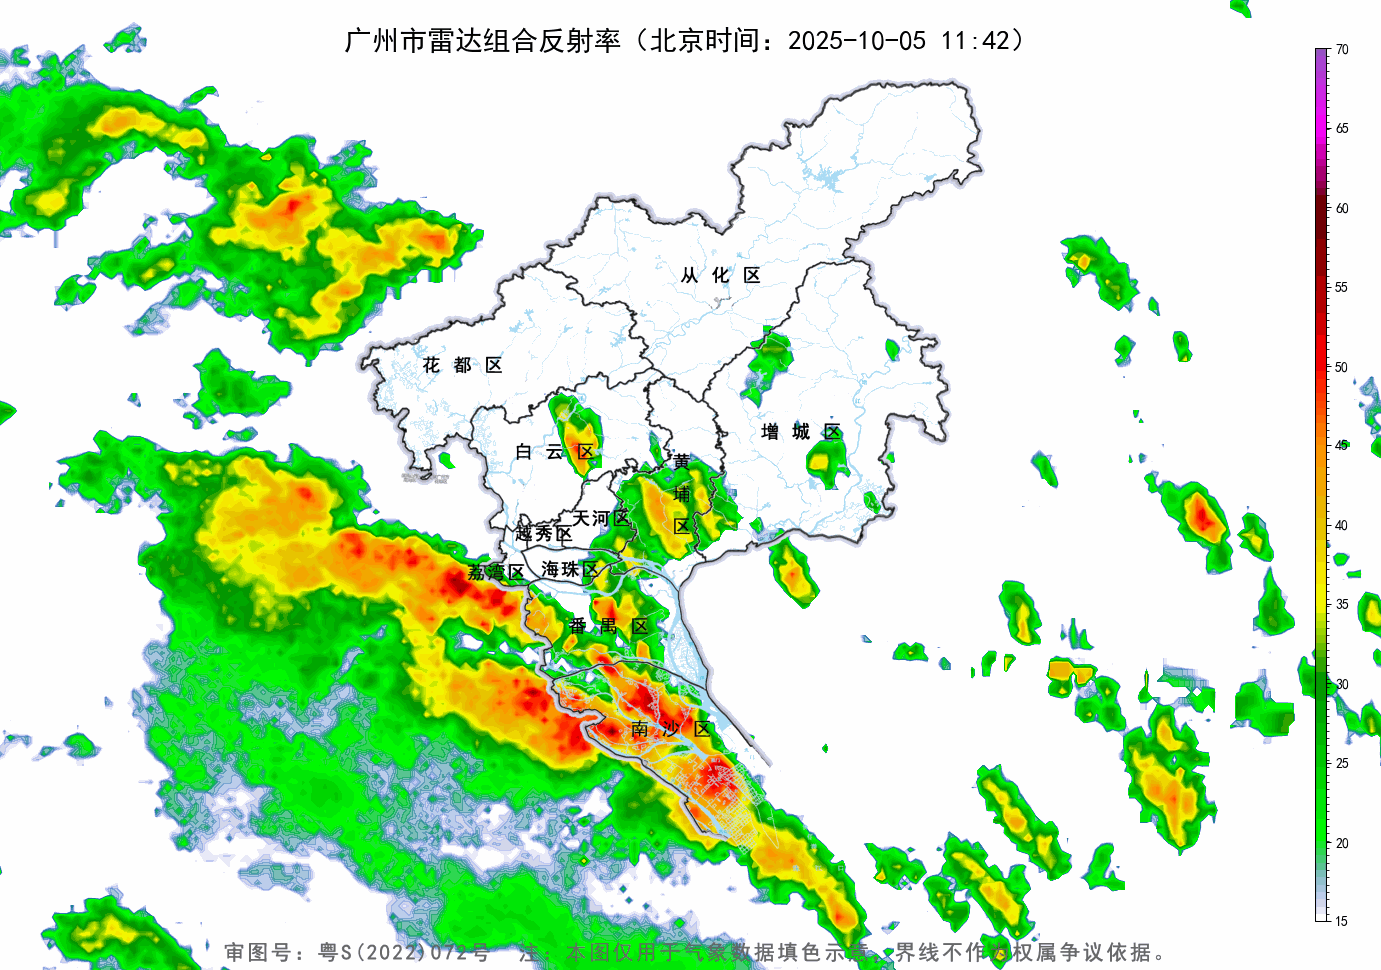 广州市雷达组合反射率（北京时间：2025-10-05 11:42）
70
65
60
55
50
45
40
35
30
25
20
15
从化区
花都区
增城区
白云区
黄埔区
天河区
越秀区
海珠区
荔湾区
番禺区
南沙区
审图号：粤S(2022)072号 注：本图仅用于气象数据填色示意，界线不作为权属争议依据。